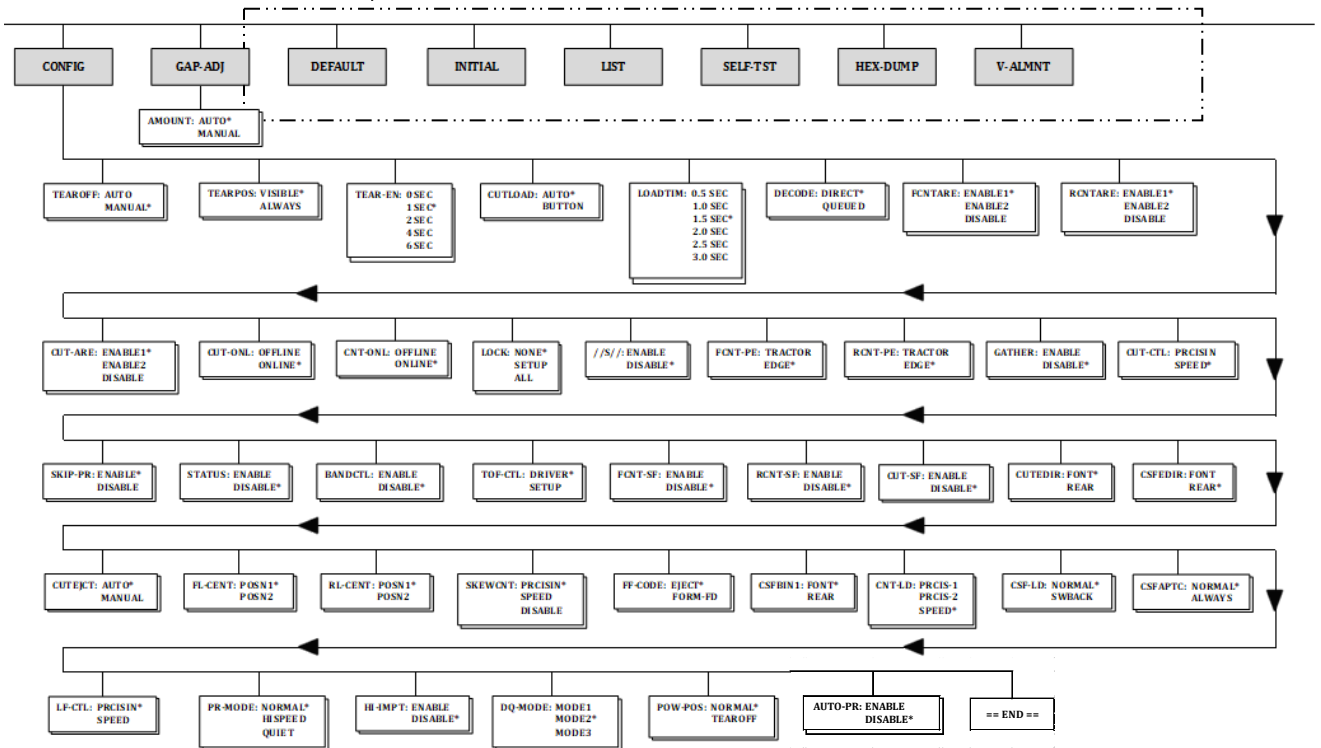 CONFIG
GAP-ADJ
DEFAULT
INITIAL
LIST
SELF-TST
HEX-DUMP
V-ALMNT
AMOUNT: AUTO*
MANUAL
TEAROFF: AUTO
MANUAL*
TEARPOS: VISIBLE*
ALWAYS
TEAR-EN: 0 SEC
1 SEC*
2 SEC
4 SEC
6 SEC
CUTLOAD: AUTO*
BUTTON
LOADTIM: 0.5 SEC
1.0 SEC
1.5 SEC*
2.0 SEC
2.5 SEC
3.0 SEC
DECODE: DIRECT*
QUEUED
FCNTARE: ENABLE1*
ENABLE2
DISABLE
RCNTARE: ENABLE1*
ENABLE2
DISABLE
CUT-ARE: ENABLE1*
ENABLE2
DISABLE
CUT-ONL: OFFLINE
ONLINE*
CNT-ONL: OFFLINE
ONLINE*
LOCK: NONE*
SETUP
ALL
//S//: ENABLE
DISABLE*
FCNT-PE: TRACTOR
EDGE*
RCNT-PE: TRACTOR
EDGE*
GATHER: ENABLE
DISABLE*
CUT-CTL: PRCISIN
SPEED*
SKIP-PR: ENABLE*
DISABLE
STATUS: ENABLE
DISABLE*
BANDCTL: ENABLE
DISABLE*
TOF-CTL: DRIVER*
SETUP
FCNT-SF: ENABLE
DISABLE*
RCNT-SF: ENABLE
DISABLE*
CUT-SF: ENABLE
DISABLE*
CUTEDIR: FONT*
REAR
CSFEDIR: FONT
REAR*
CUTEJCT: AUTO*
MANUAL
FL-CENT: POSN1*
POSN2
RL-CENT: POSN1*
POSN2
SKEWCNT: PRCISIN*
SPEED
DISABLE
FF-CODE: EJECT*
FORM-FD
CSFBIN1: FONT*
REAR
CNT-LD: PRCIS-1
PRCIS-2
SPEED*
CSF-LD: NORMAL*
SWBACK
CSFAPTC: NORMAL*
ALWAYS
LF-CTL: PRCISIN*
SPEED
PR-MODE: NORMAL*
HISPEED
QUIET
HI-IMPT: ENABLE
DISABLE*
DQ-MODE: MODE1
MODE2*
MODE3
POW-POS: NORMAL*
TEAROFF
AUTO-PR: ENABLE
DISABLE*
== END ==